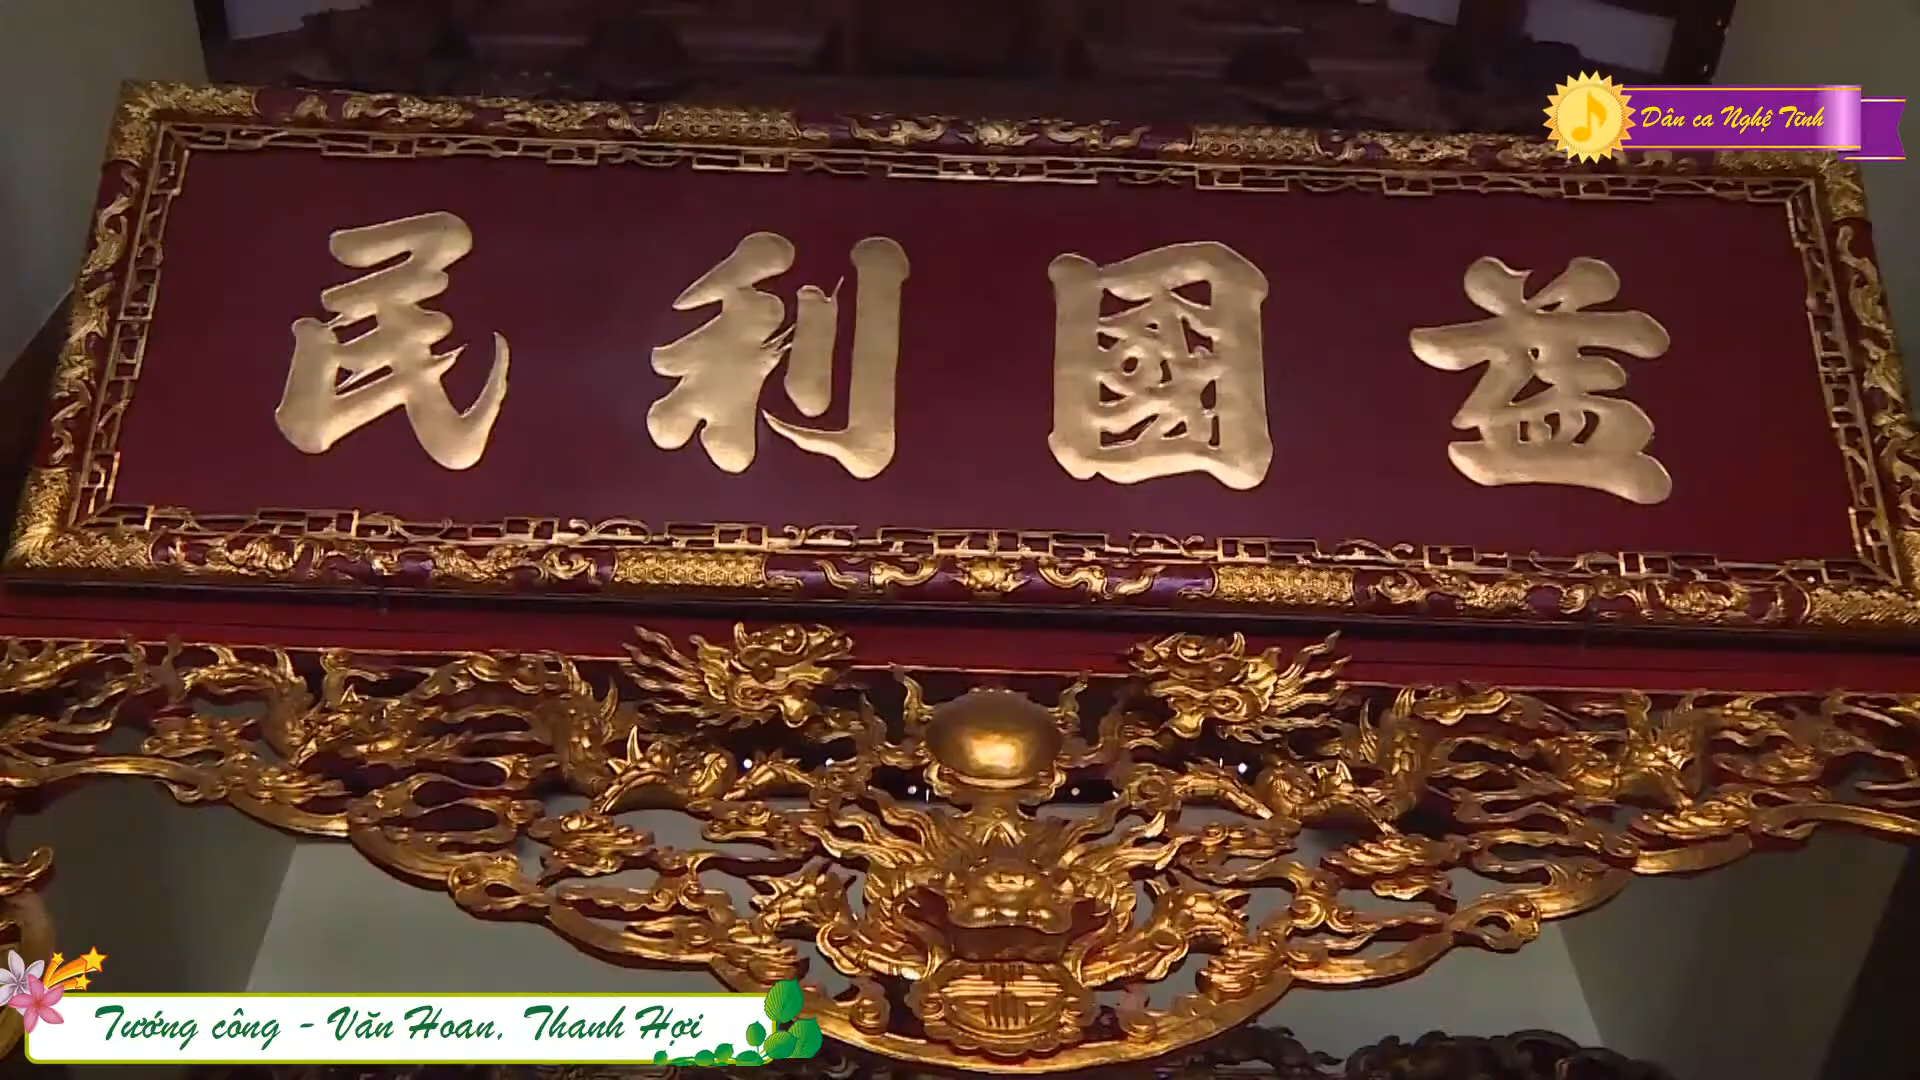 Dân ca Nghệ Tĩnh
益國利民
Tướng công - Văn Hoan, Thanh Hợi